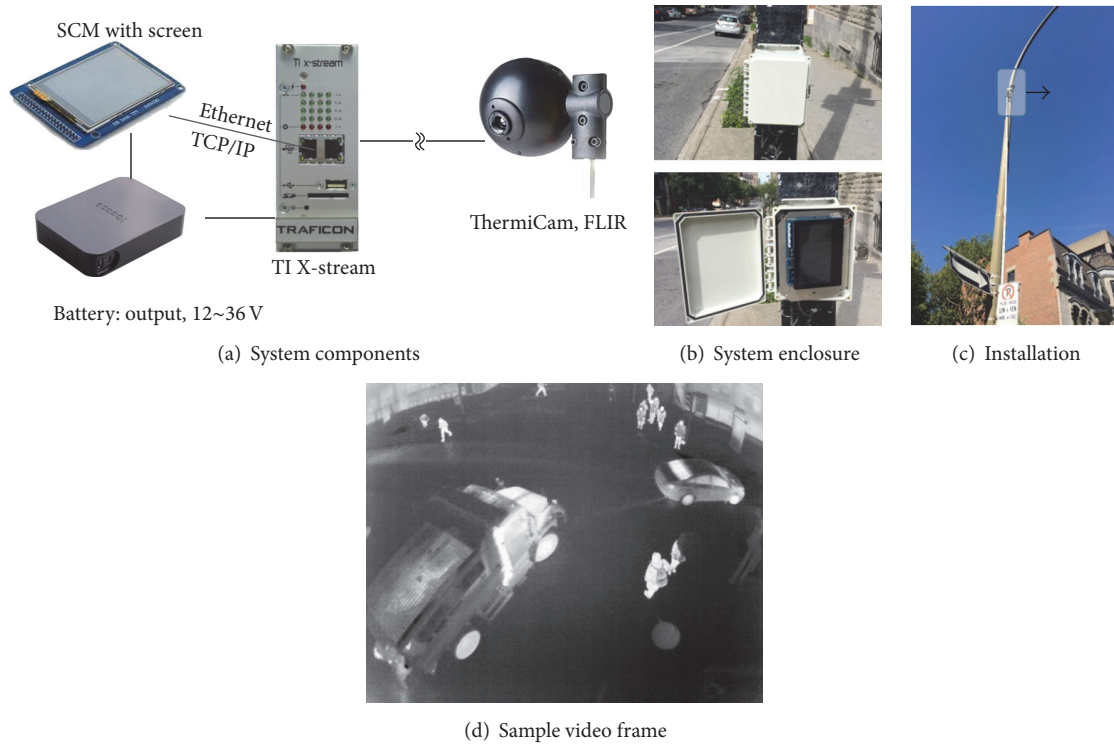 SCM with screen
TI x-stream
Ethernet
TCP/IP
TRAFICON
ThermiCam, FLIR
TI X-stream
Battery: output, 12~36 V
(a) System components
(b) System enclosure
(c) Installation
(d) Sample video frame